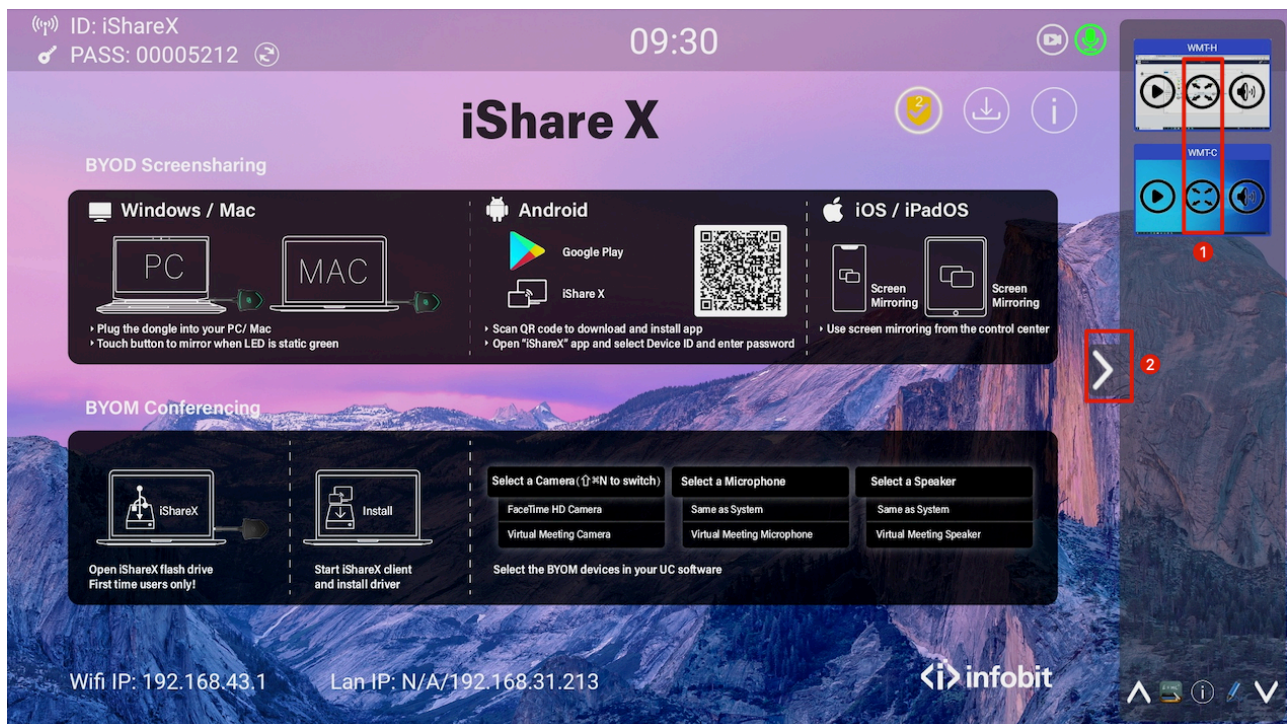 ID: iShareX
PASS: 00005212
09:30
iShare X
2
BYOD Screensharing
Windows / Mac
PC
MAC
‣ Plug the dongle into your PC/ Mac
‣ Touch button to mirror when LED is static green
Android
Google Play
iShare X
‣ Scan QR code to download and install app
‣ Open "iShareX" app and select Device ID and enter password
iOS / iPadOS
Screen
Mirroring
Screen
Mirroring
‣ Use screen mirroring from the control center
BYOM Conferencing
iShareX
Open iShareX flash drive
First time users only!
Install
Start iShareX client
and install driver
Select a Camera(⇧⌘N to switch)
FaceTime HD Camera
Virtual Meeting Camera
Select a Microphone
Same as System
Virtual Meeting Microphone
Select a Speaker
Same as System
Virtual Meeting Speaker
Select the BYOM devices in your UC software
Wifi IP: 192.168.43.1
Lan IP: N/A/192.168.31.213
<i>infobit
WMT-H
WMT-C
1
2